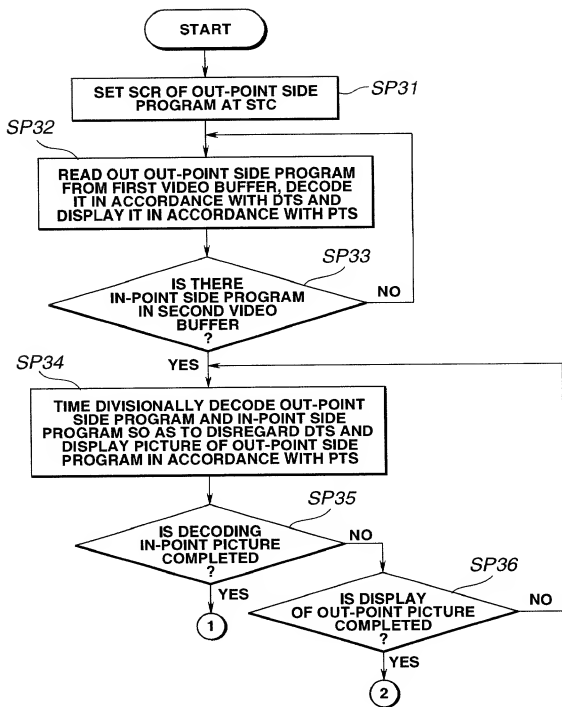 START
SET SCR OF OUT-POINT SIDE
PROGRAM AT STC
SP31
SP32
READ OUT OUT-POINT SIDE PROGRAM
FROM FIRST VIDEO BUFFER, DECODE
IT IN ACCORDANCE WITH DTS AND
DISPLAY IT IN ACCORDANCE WITH PTS
SP33
IS THERE
IN-POINT SIDE PROGRAM
IN SECOND VIDEO
BUFFER
?
NO
YES
SP34
TIME DIVISIONALLY DECODE OUT-POINT
SIDE PROGRAM AND IN-POINT SIDE
PROGRAM SO AS TO DISREGARD DTS AND
DISPLAY PICTURE OF OUT-POINT SIDE
PROGRAM IN ACCORDANCE WITH PTS
SP35
IS DECODING
IN-POINT PICTURE
COMPLETED
?
NO
YES
1
SP36
IS DISPLAY
OF OUT-POINT PICTURE
COMPLETED
?
NO
YES
2